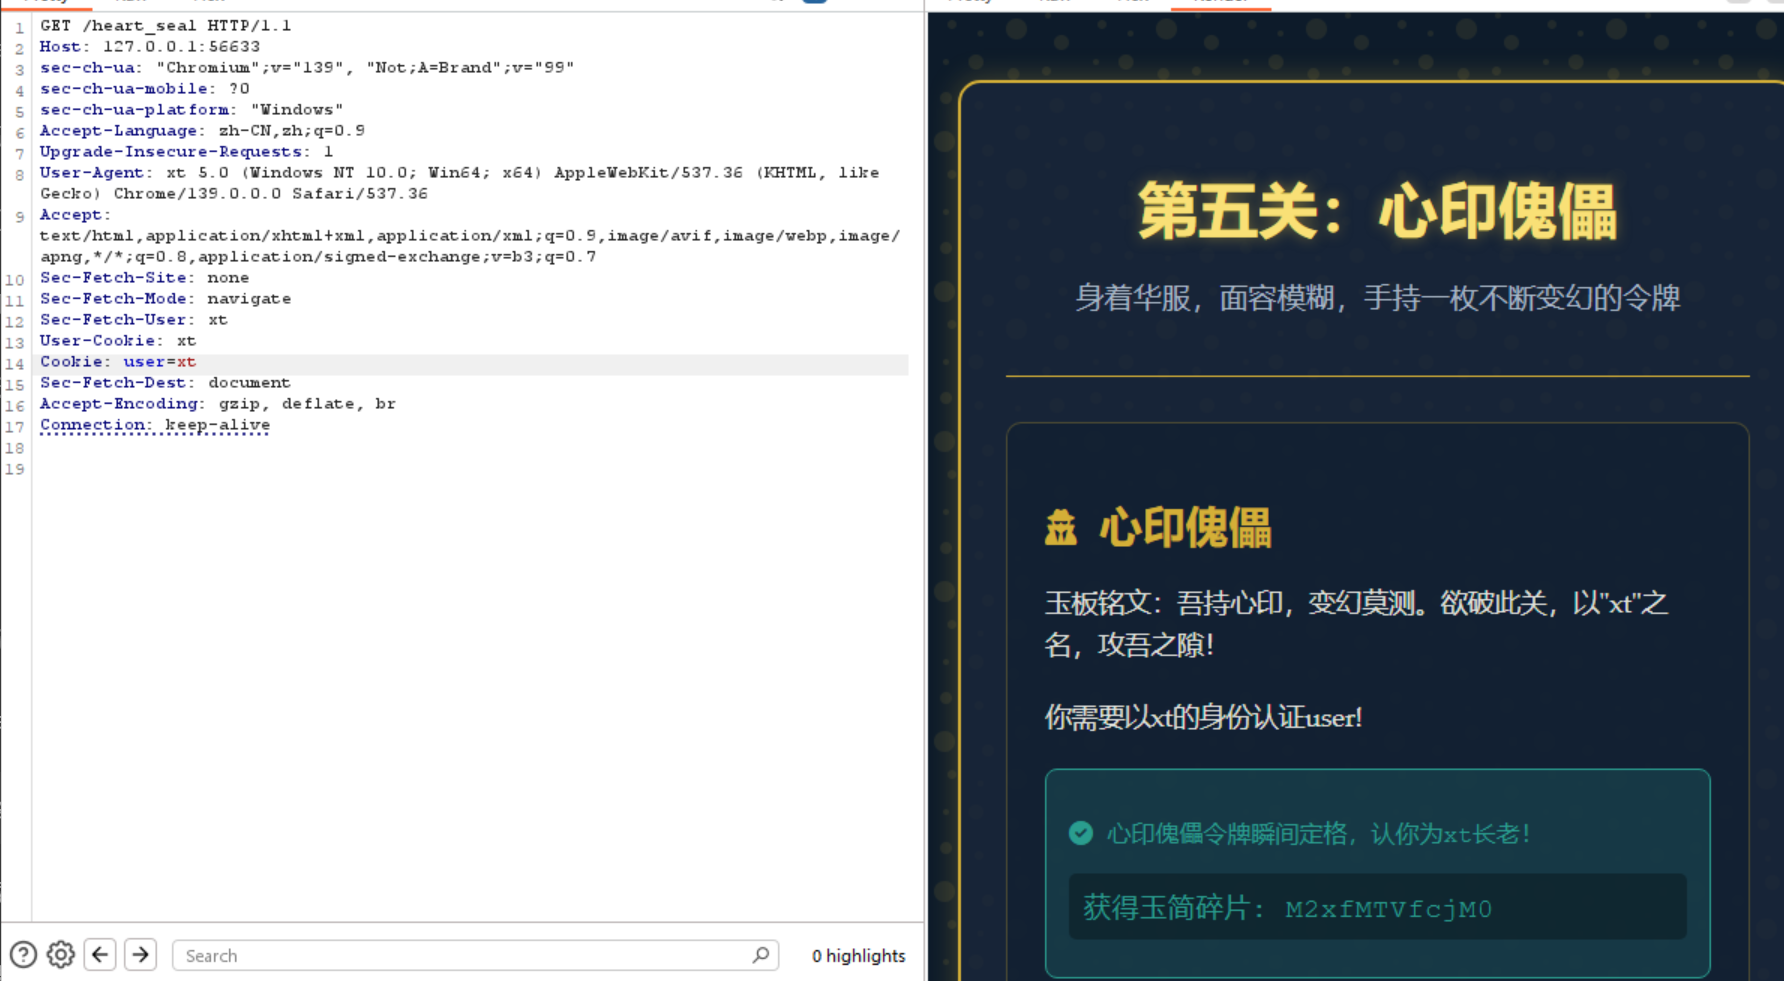 GET /heart_seal HTTP/1.1
Host: 127.0.0.1:56633
sec-ch-ua: "Chromium";v="139", "Not;A=Brand";v="99"
sec-ch-ua-mobile: ?0
sec-ch-ua-platform: "Windows"
Accept-Language: zh-CN,zh;q=0.9
Upgrade-Insecure-Requests: 1
User-Agent: xt 5.0 (Windows NT 10.0; Win64; x64) AppleWebKit/537.36 (KHTML, like
Gecko) Chrome/139.0.0.0 Safari/537.36
Accept:
text/html,application/xhtml+xml,application/xml;q=0.9,image/avif,image/webp,image/
apng,*/*;q=0.8,application/signed-exchange;v=b3;q=0.7
Sec-Fetch-Site: none
Sec-Fetch-Mode: navigate
Sec-Fetch-User: xt
User-Cookie: xt
Cookie: user=xt
Sec-Fetch-Dest: document
Accept-Encoding: gzip, deflate, br
Connection: keep-alive
1
2
3
4
5
6
7
8
9
10
11
12
13
14
15
16
17
18
19
Search
0 highlights
第五关：心印傀儡
身着华服，面容模糊，手持一枚不断变幻的令牌
心印傀儡
玉板铭文：吾持心印，变幻莫测。欲破此关，以"xt"之
名，攻吾之隙！
你需要以xt的身份认证user!
心印傀儡令牌瞬间定格，认你为xt长老！
获得玉简碎片：M2xfMTVfcjM0